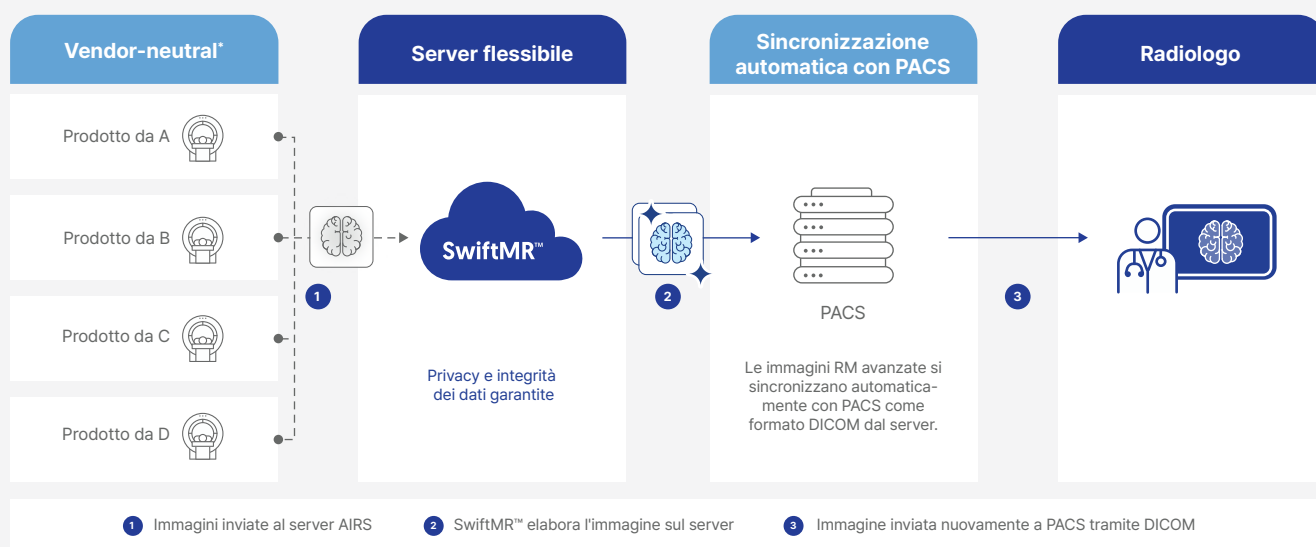 Vendor-neutral*
Prodotto da A
Prodotto da B
Prodotto da C
Prodotto da D
1
Server flessibile
SwiftMR™
Privacy e integrità
dei dati garantite
2
Sincronizzazione
automatica con PACS
PACS
Le immagini RM avanzate si
sincronizzano automatica-
mente con PACS come
formato DICOM dal server.
3
Radiologo
1 Immagini inviate al server AIRS
2 SwiftMR™ elabora l'immagine sul server
3 Immagine inviata nuovamente a PACS tramite DICOM